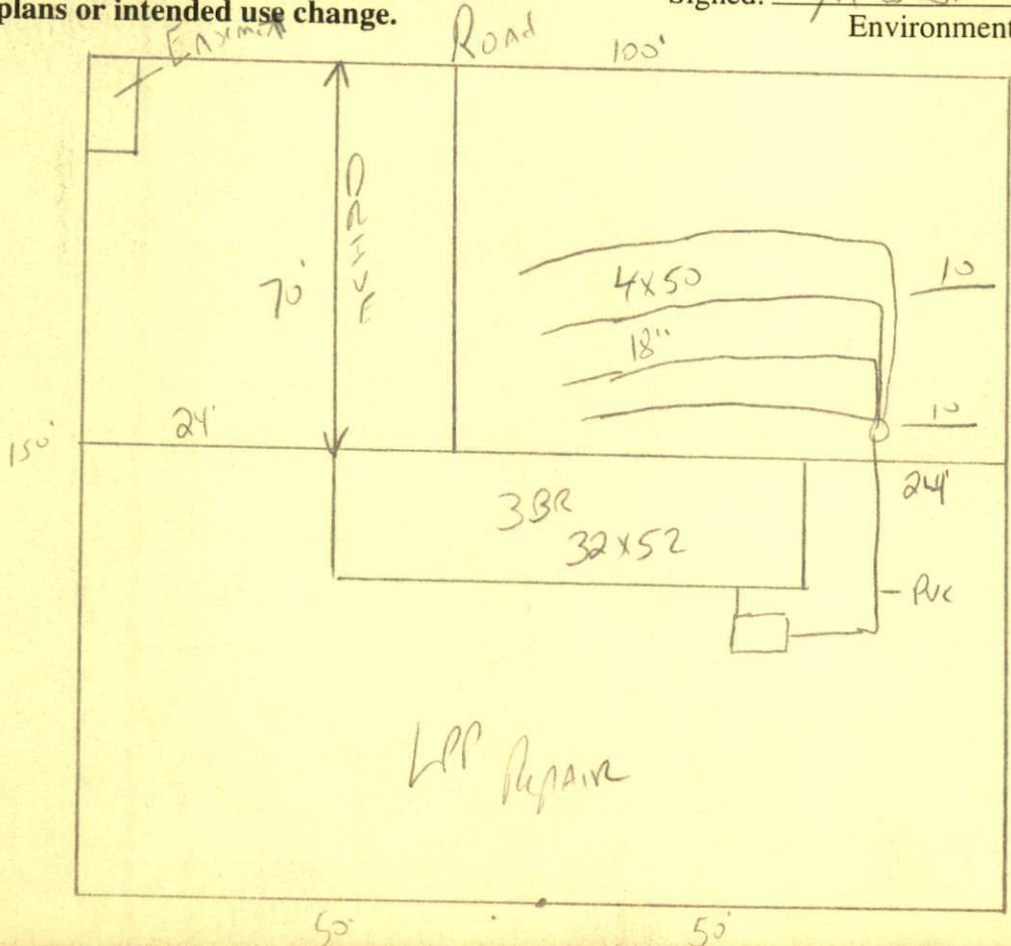 plans or intended use change.
Signed:
Environment
Easement
Road
100'
DRIVE
70'
4x50
10
18"
10
24'
150'
24'
3BR
32x52
PVC
LPP Repair
50'
50'